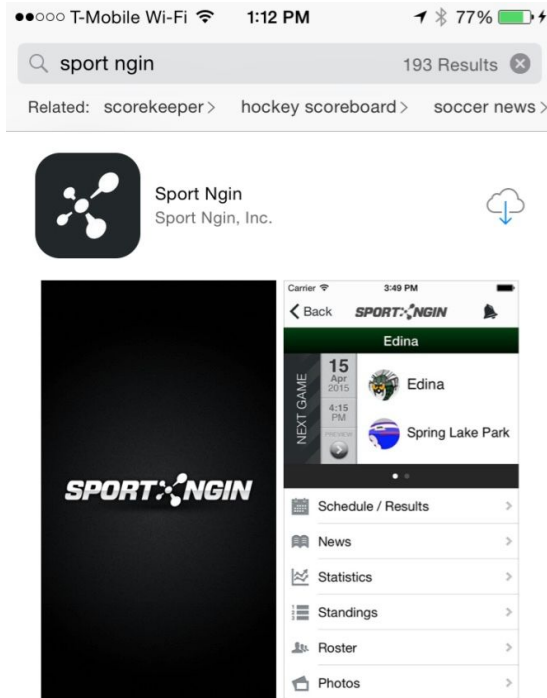 T-Mobile Wi-Fi 1:12 PM 77%
sport ngin 193 Results
Related: scorekeeper > hockey scoreboard > soccer news >
Sport Ngin
Sport Ngin, Inc.
SPORT NGIN
Carrier 3:49 PM
Back SPORT NGIN
Edina
NEXT GAME
15
Apr
2015
4:15
PM
PREVIEW
Edina
Spring Lake Park
Schedule / Results
News
Statistics
Standings
Roster
Photos